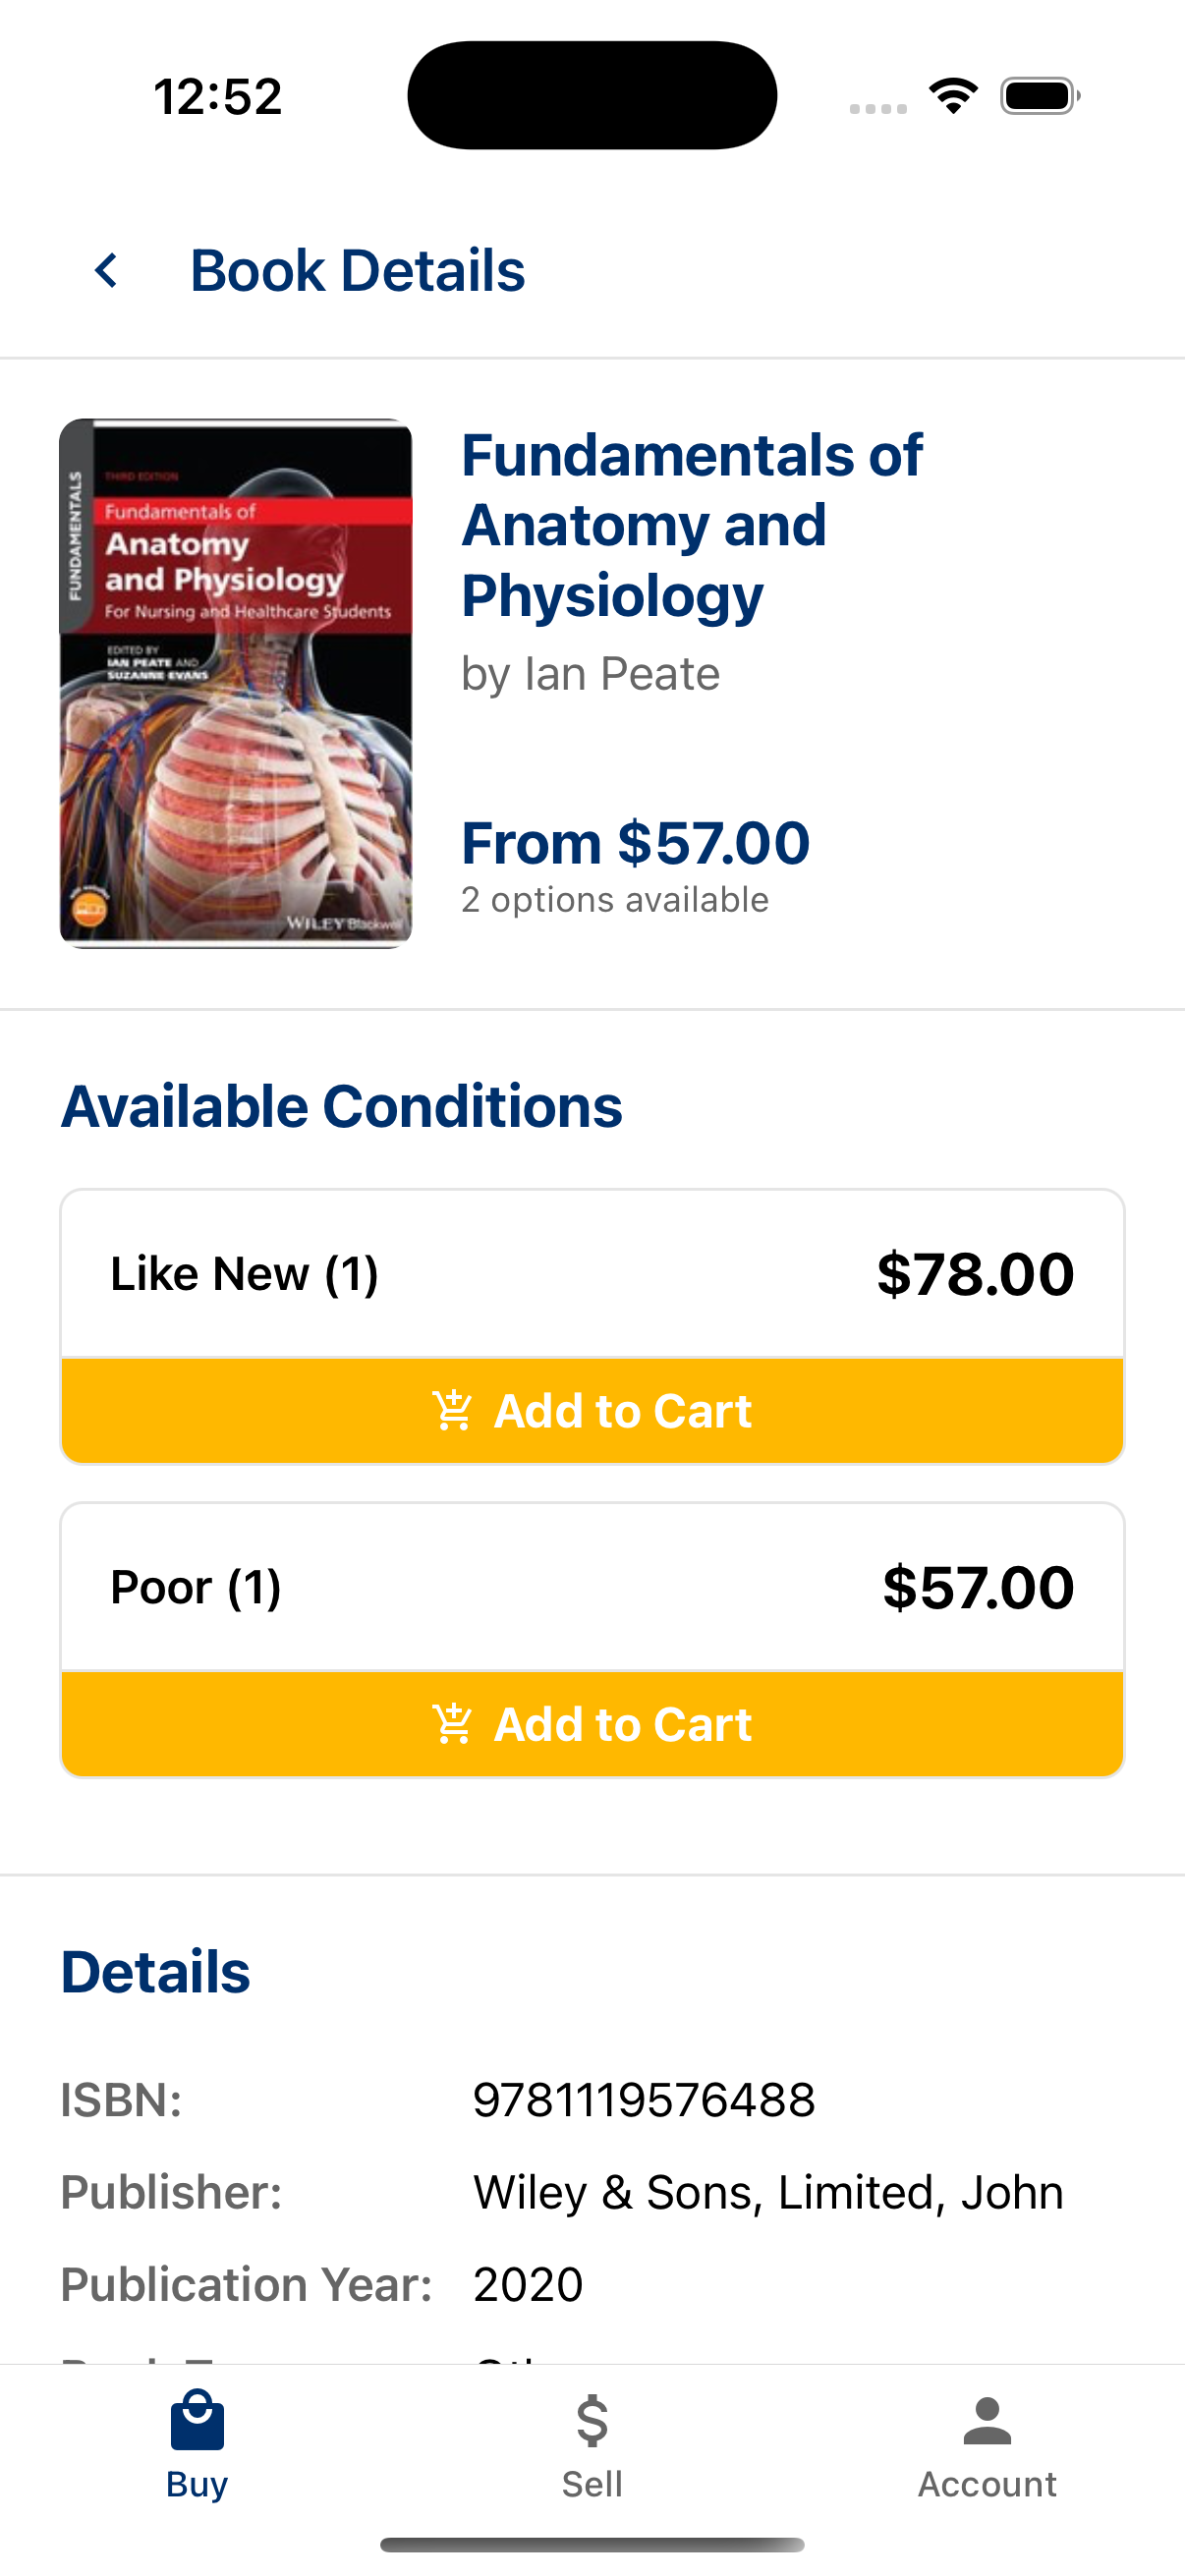 12:52
Book Details
FUNDAMENTALS
THIRD EDITION
Fundamentals of
Anatomy
and Physiology
For Nursing and Healthcare Students
EDITED BY
IAN PEATE AND
SUZANNE EVANS
WILEY Blackwell
Fundamentals of
Anatomy and
Physiology
by Ian Peate
From $57.00
2 options available
Available Conditions
Like New (1)
$78.00
Add to Cart
Poor (1)
$57.00
Add to Cart
Details
ISBN: 9781119576488
Publisher: Wiley & Sons, Limited, John
Publication Year: 2020
Buy
Sell
Account